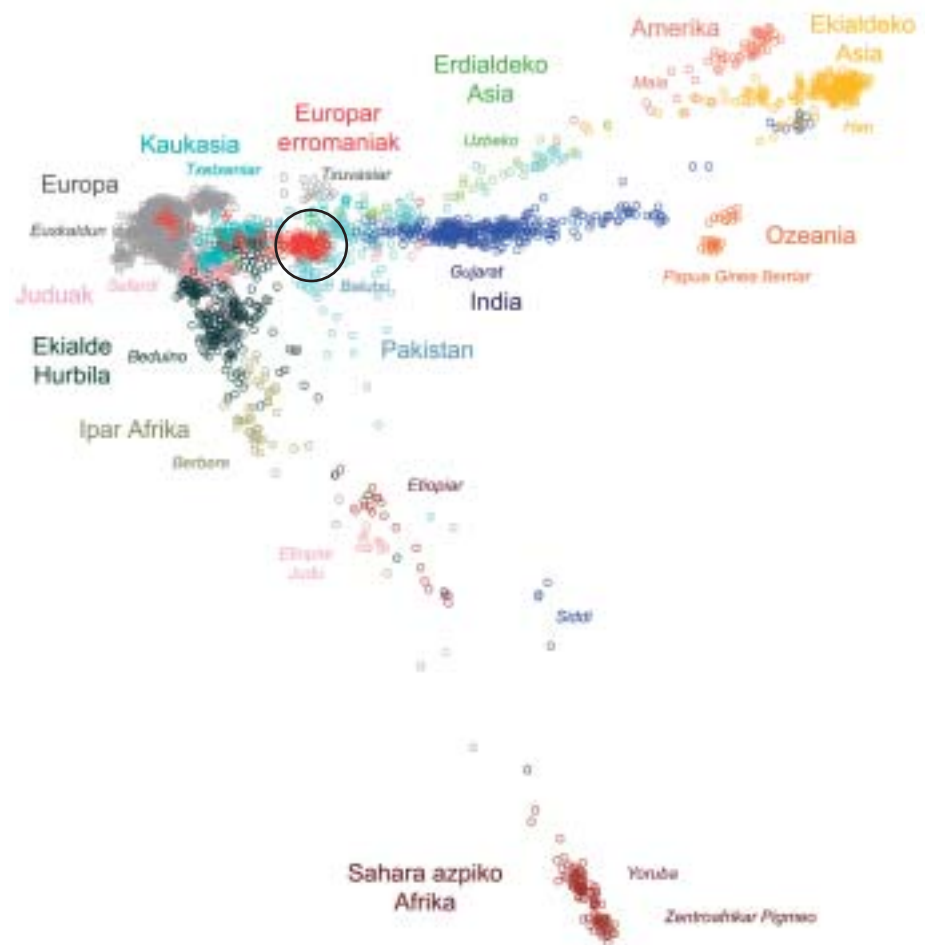 Amerika
Ekialdeko
Asia
Erdialdeko
Asia
Maia
Europar
erromaniak
Uzbeko
Han
Kaukasia
Txetxeniar
Txuvasiar
Europa
Euskaldun
Ozeania
Gujarat
Papua Ginea Berriar
Juduak
Sefardi
Balutxi
India
Ekialde
Hurbila
Beduino
Pakistan
Ipar Afrika
Berbere
Etiopiar
Etiopiar
Judu
Siddi
Sahara azpiko
Afrika
Yoruba
Zentroafrikar Pigmeo